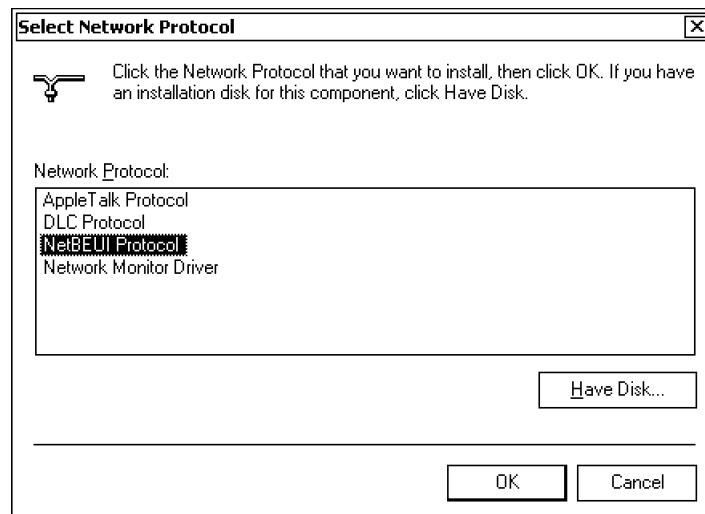 Select Network Protocol
Click the Network Protocol that you want to install, then click OK. If you have
an installation disk for this component, click Have Disk.
Network Protocol:
AppleTalk Protocol
DLC Protocol
NetBEUI Protocol
Network Monitor Driver
Have Disk...
OK
Cancel